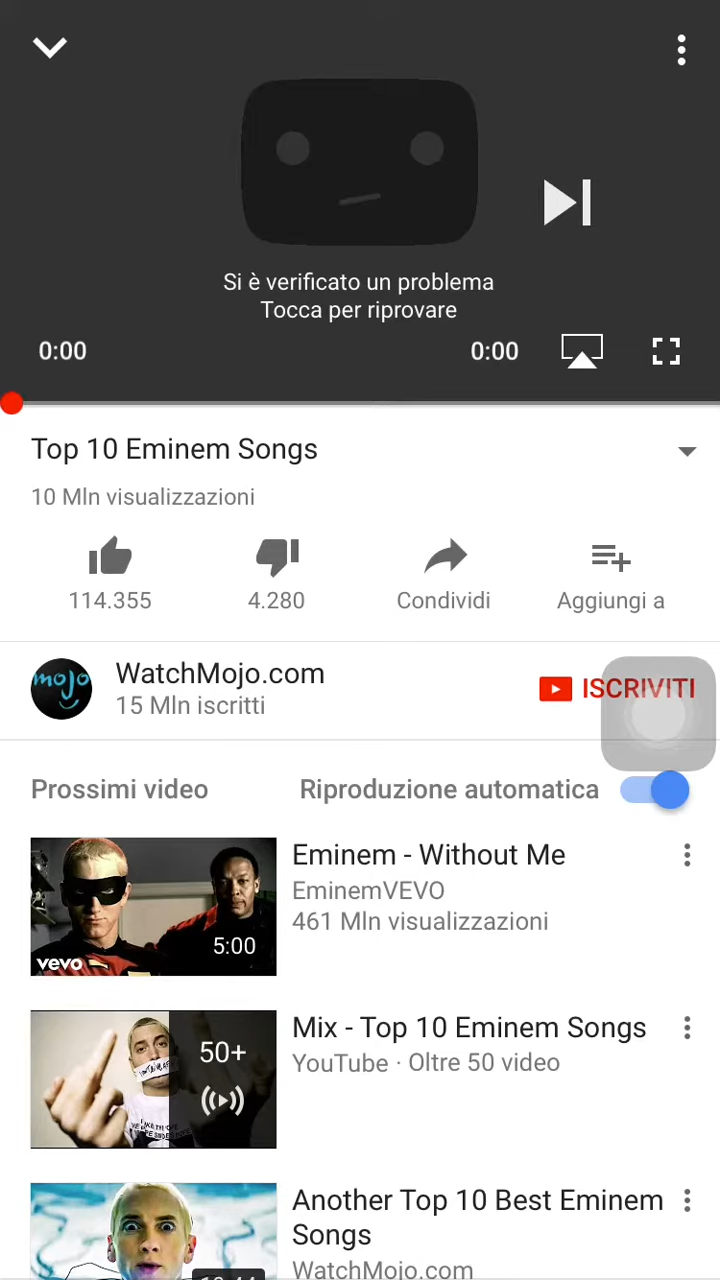 Si è verificato un problema
Tocca per riprovare
0:00
0:00
Top 10 Eminem Songs
10 Mln visualizzazioni
114.355
4.280
Condividi
Aggiungi a
mojo
WatchMojo.com
15 Mln iscritti
ISCRIVITI
Prossimi video
Riproduzione automatica
Eminem - Without Me
EminemVEVO
461 Mln visualizzazioni
5:00
vevo
Mix - Top 10 Eminem Songs
YouTube · Oltre 50 video
50+
Another Top 10 Best Eminem
Songs
WatchMojo.com